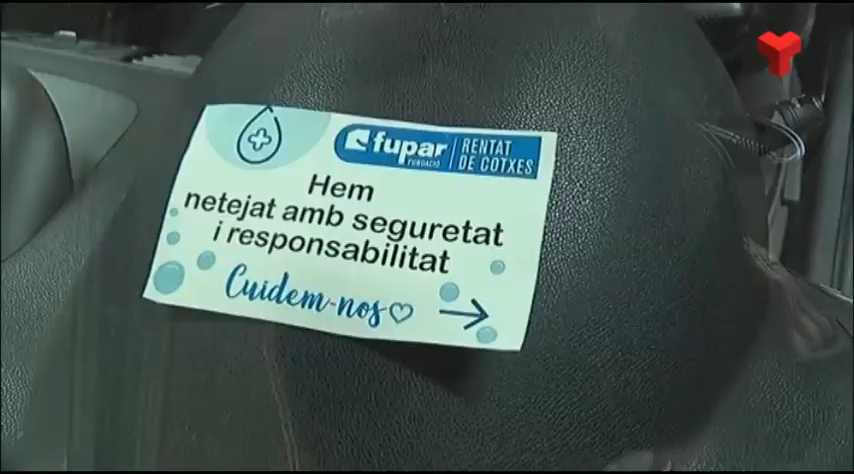 fupar
FUNDACIÓ
RENTAT
DE COTXES
Hem
netejat amb seguretat
i responsabilitat
Cuidem-nos